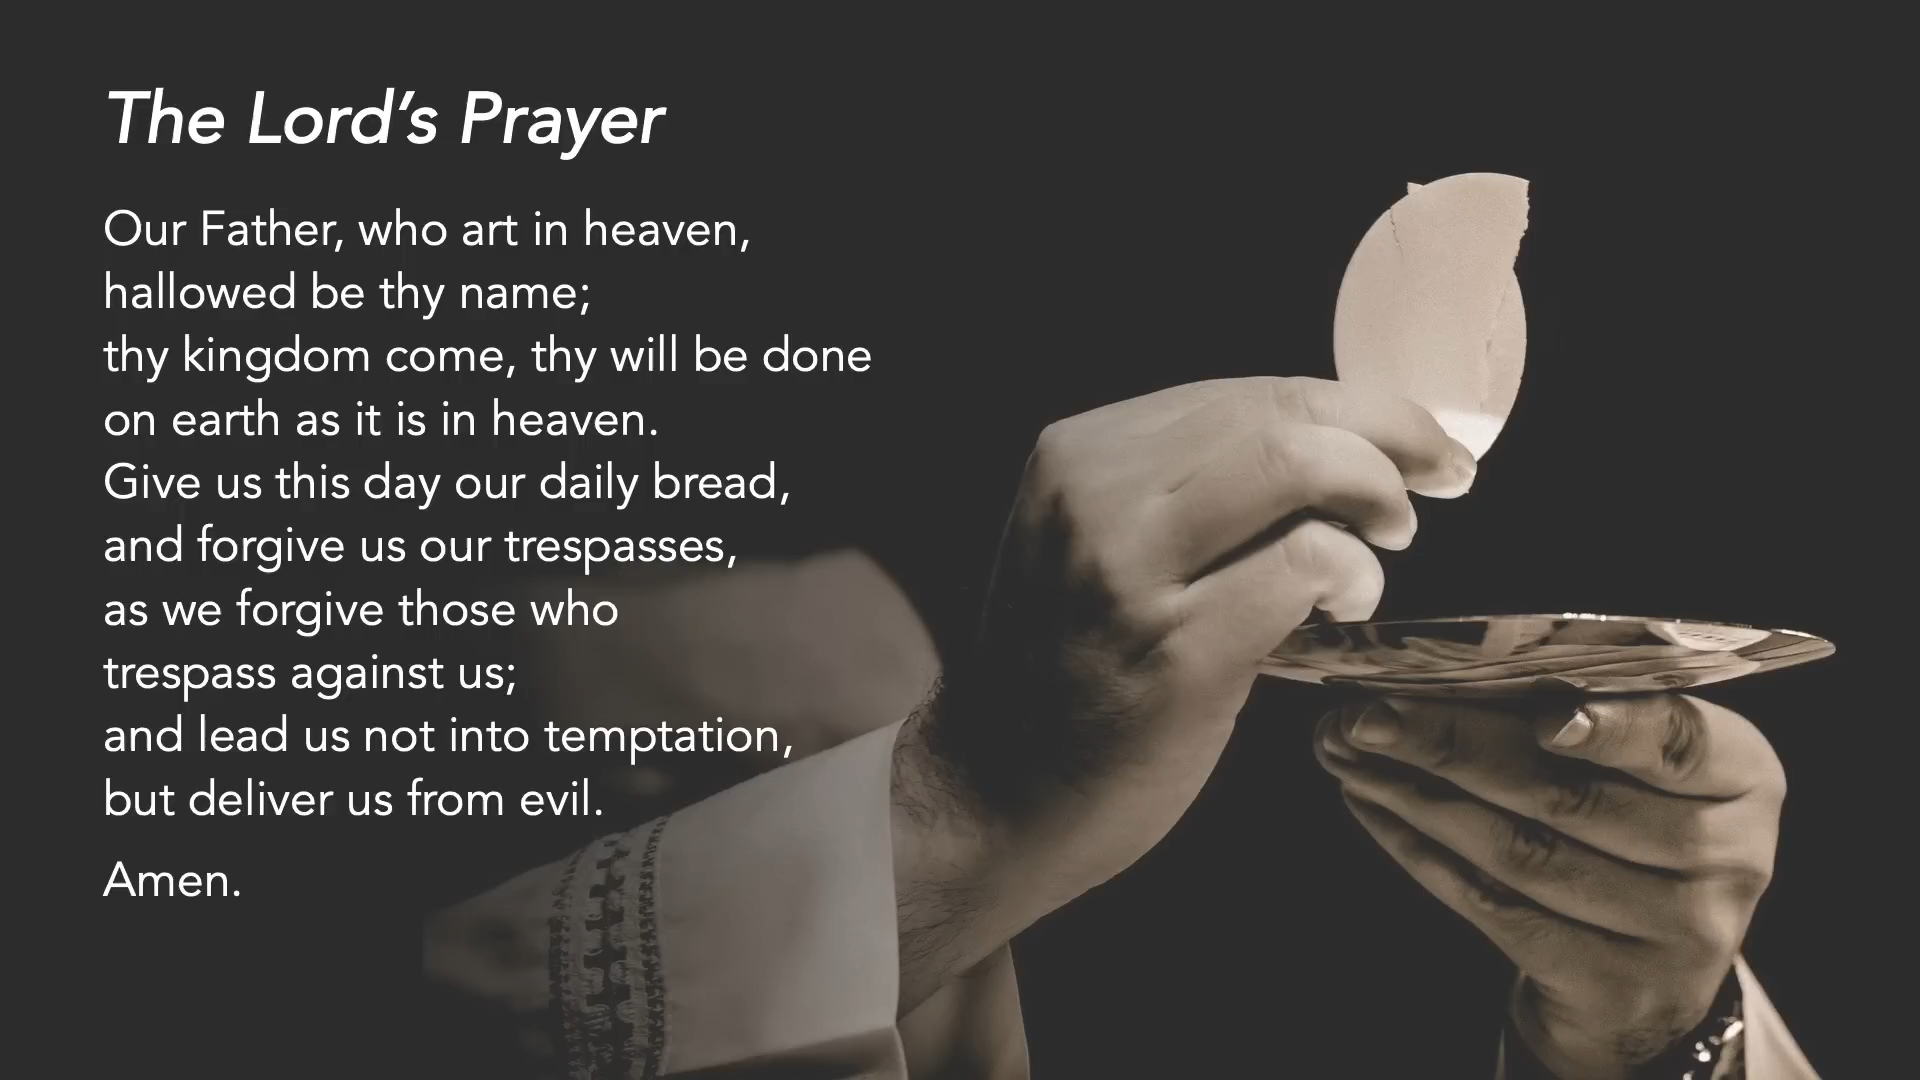 The Lord’s Prayer
Our Father, who art in heaven,
hallowed be thy name;
thy kingdom come, thy will be done
on earth as it is in heaven.
Give us this day our daily bread,
and forgive us our trespasses,
as we forgive those who
trespass against us;
and lead us not into temptation,
but deliver us from evil.
Amen.